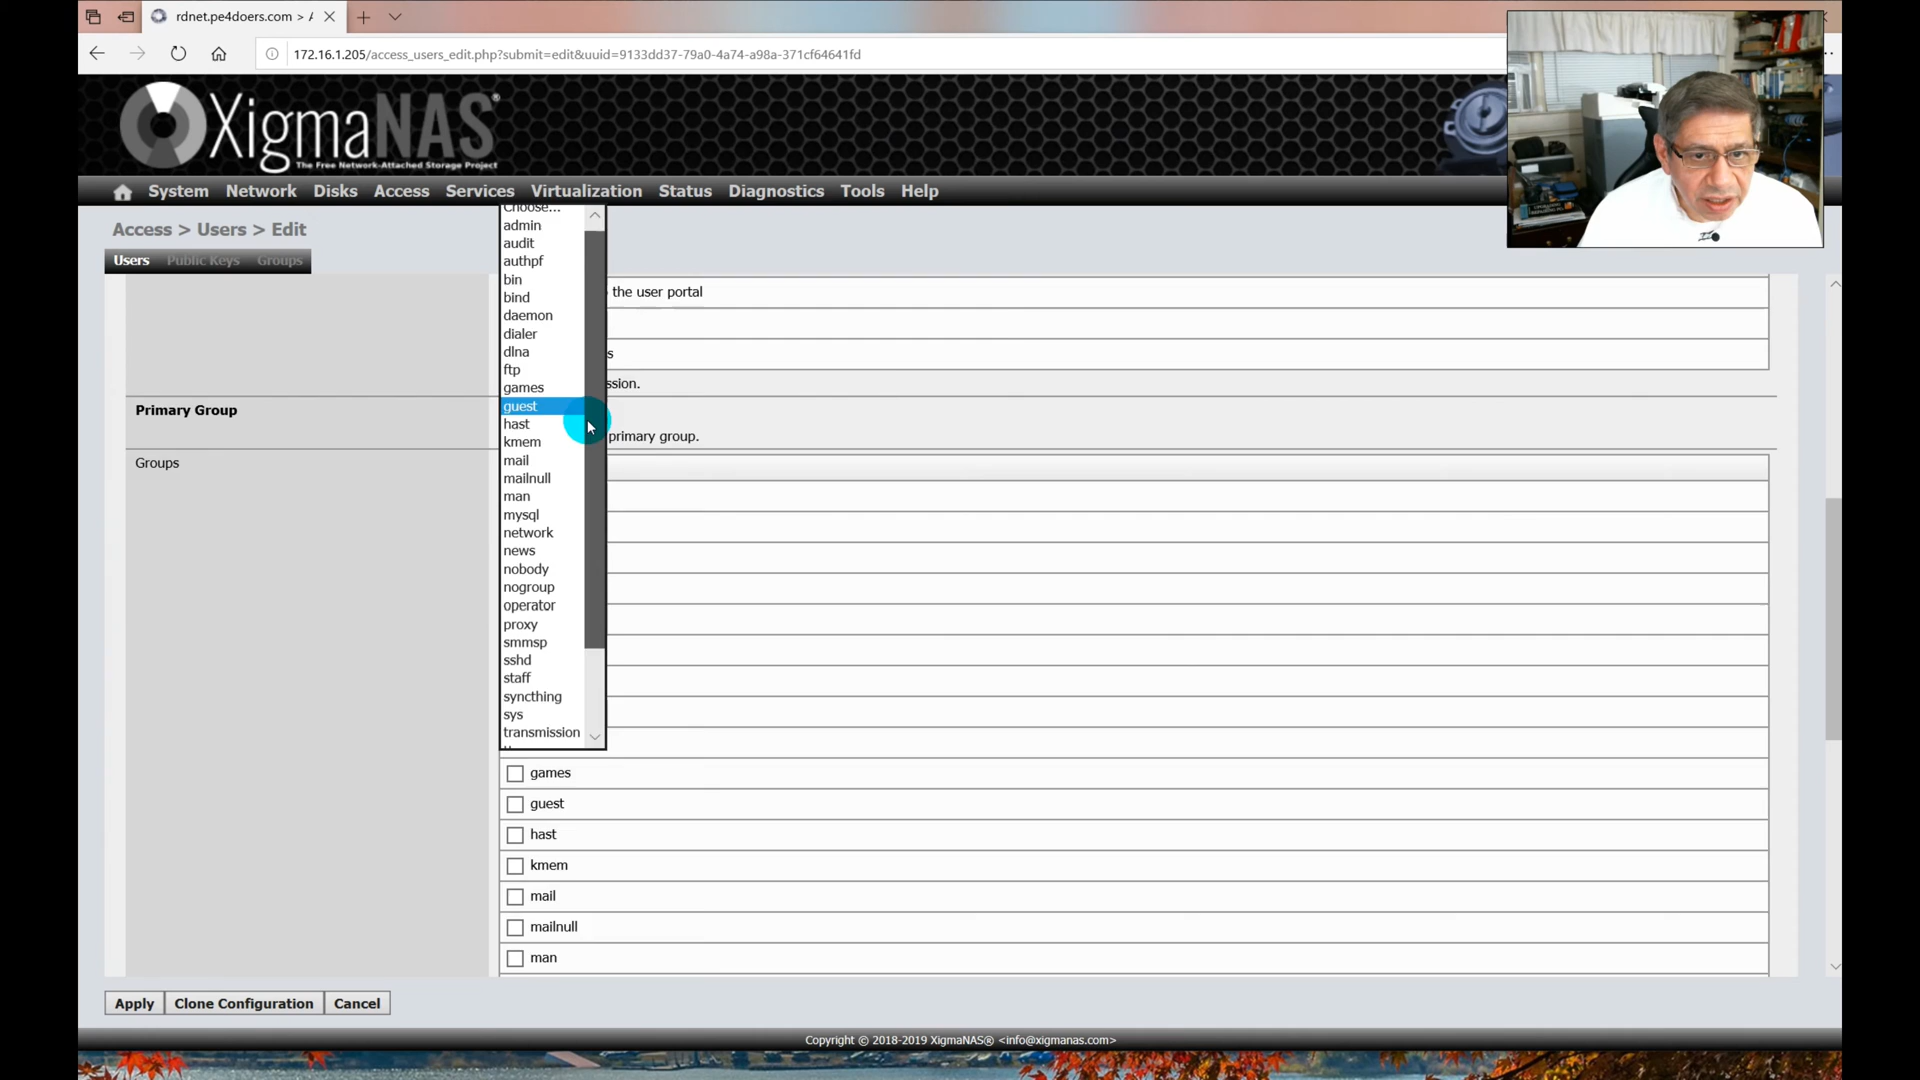 rdnet.pe4doers.com > A
172.16.1.205/access_users_edit.php?submit=edit&uuid=9133dd37-79a0-4a74-a98a-371cf64641fd
XigmaNAS®
The Free Network-Attached Storage Project
System Network Disks Access Services Virtualization Status Diagnostics Tools Help
Access > Users > Edit
Users Public Keys Groups
Choose...
admin
audit
authpf
bin
bind
daemon
dialer
dlna
ftp
games
guest
hast
kmem
mail
mailnull
man
mysql
network
news
nobody
nogroup
operator
proxy
smmsp
sshd
staff
syncthing
sys
transmission
the user portal
s
ssion.
Primary Group
primary group.
Groups
games
guest
hast
kmem
mail
mailnull
man
Apply Clone Configuration Cancel
Copyright © 2018-2019 XigmaNAS® <info@xigmanas.com>